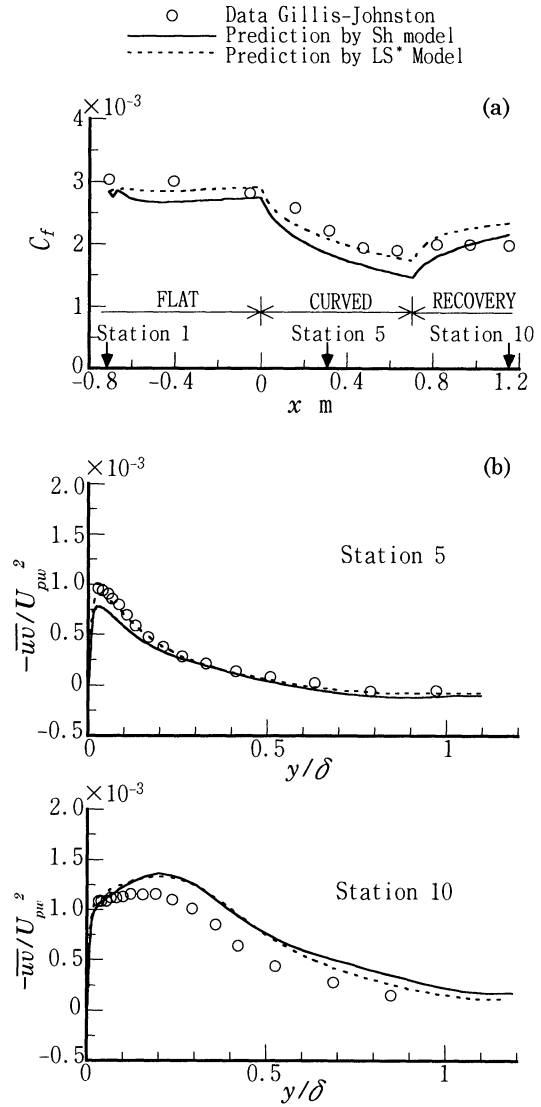 Data Gillis-Johnston
Prediction by Sh model
Prediction by LS* Model
×10⁻³
(a)
4
3
2
1
0
C_f
FLAT
CURVED
RECOVERY
Station 1
Station 5
Station 10
-0.8
-0.4
0
0.4
0.8
1.2
x m
×10⁻³
(b)
2.0
1.5
1.0
0.5
0
-0.5
-uv/U_pw²
Station 5
0
0.5
1
y/δ
×10⁻³
2.0
1.5
1.0
0.5
0
-0.5
-uv/U_pw²
Station 10
0
0.5
1
y/δ